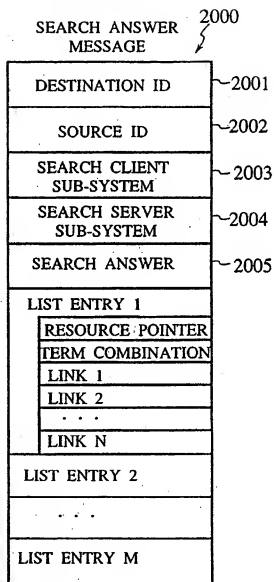 2000
SEARCH ANSWER
MESSAGE
DESTINATION ID 2001
SOURCE ID 2002
SEARCH CLIENT
SUB-SYSTEM 2003
SEARCH SERVER
SUB-SYSTEM 2004
SEARCH ANSWER 2005
LIST ENTRY 1
RESOURCE POINTER
TERM COMBINATION
LINK 1
LINK 2
. . .
LINK N
LIST ENTRY 2
. . .
LIST ENTRY M